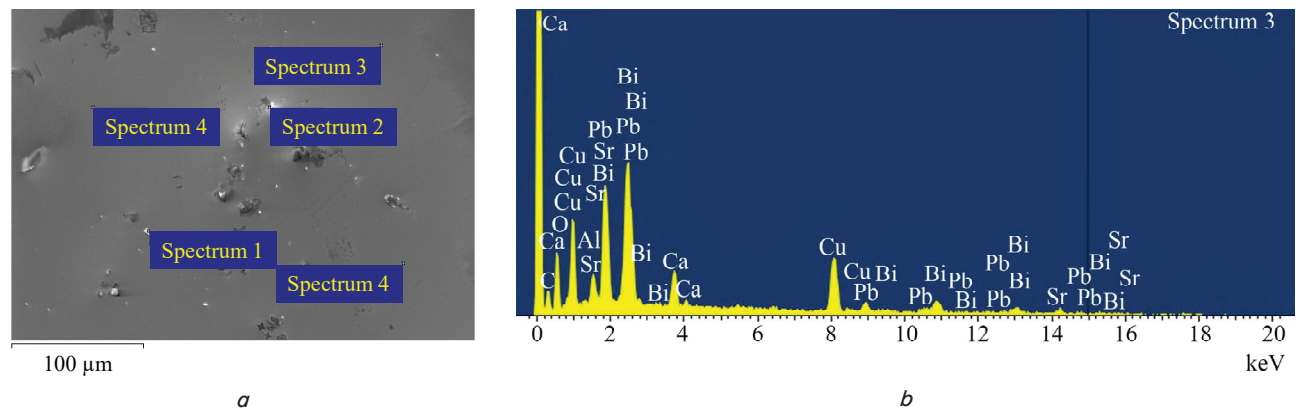 Spectrum 3
Spectrum 4
Spectrum 2
Spectrum 1
Spectrum 4
100 µm
a
Spectrum 3
Ca
Bi
Bi
Pb
Pb
Pb
Sr
Bi
Sr
Cu
Cu
Cu
O
Ca
C
Al
Sr
Bi
Bi
Ca
Ca
Cu
Cu Bi
Pb
Pb
Bi Pb
Bi
Bi
Pb
Bi
Pb
Sr
Sr
Bi
Pb Sr
Pb Bi
0 2 4 6 8 10 12 14 16 18 20
keV
b